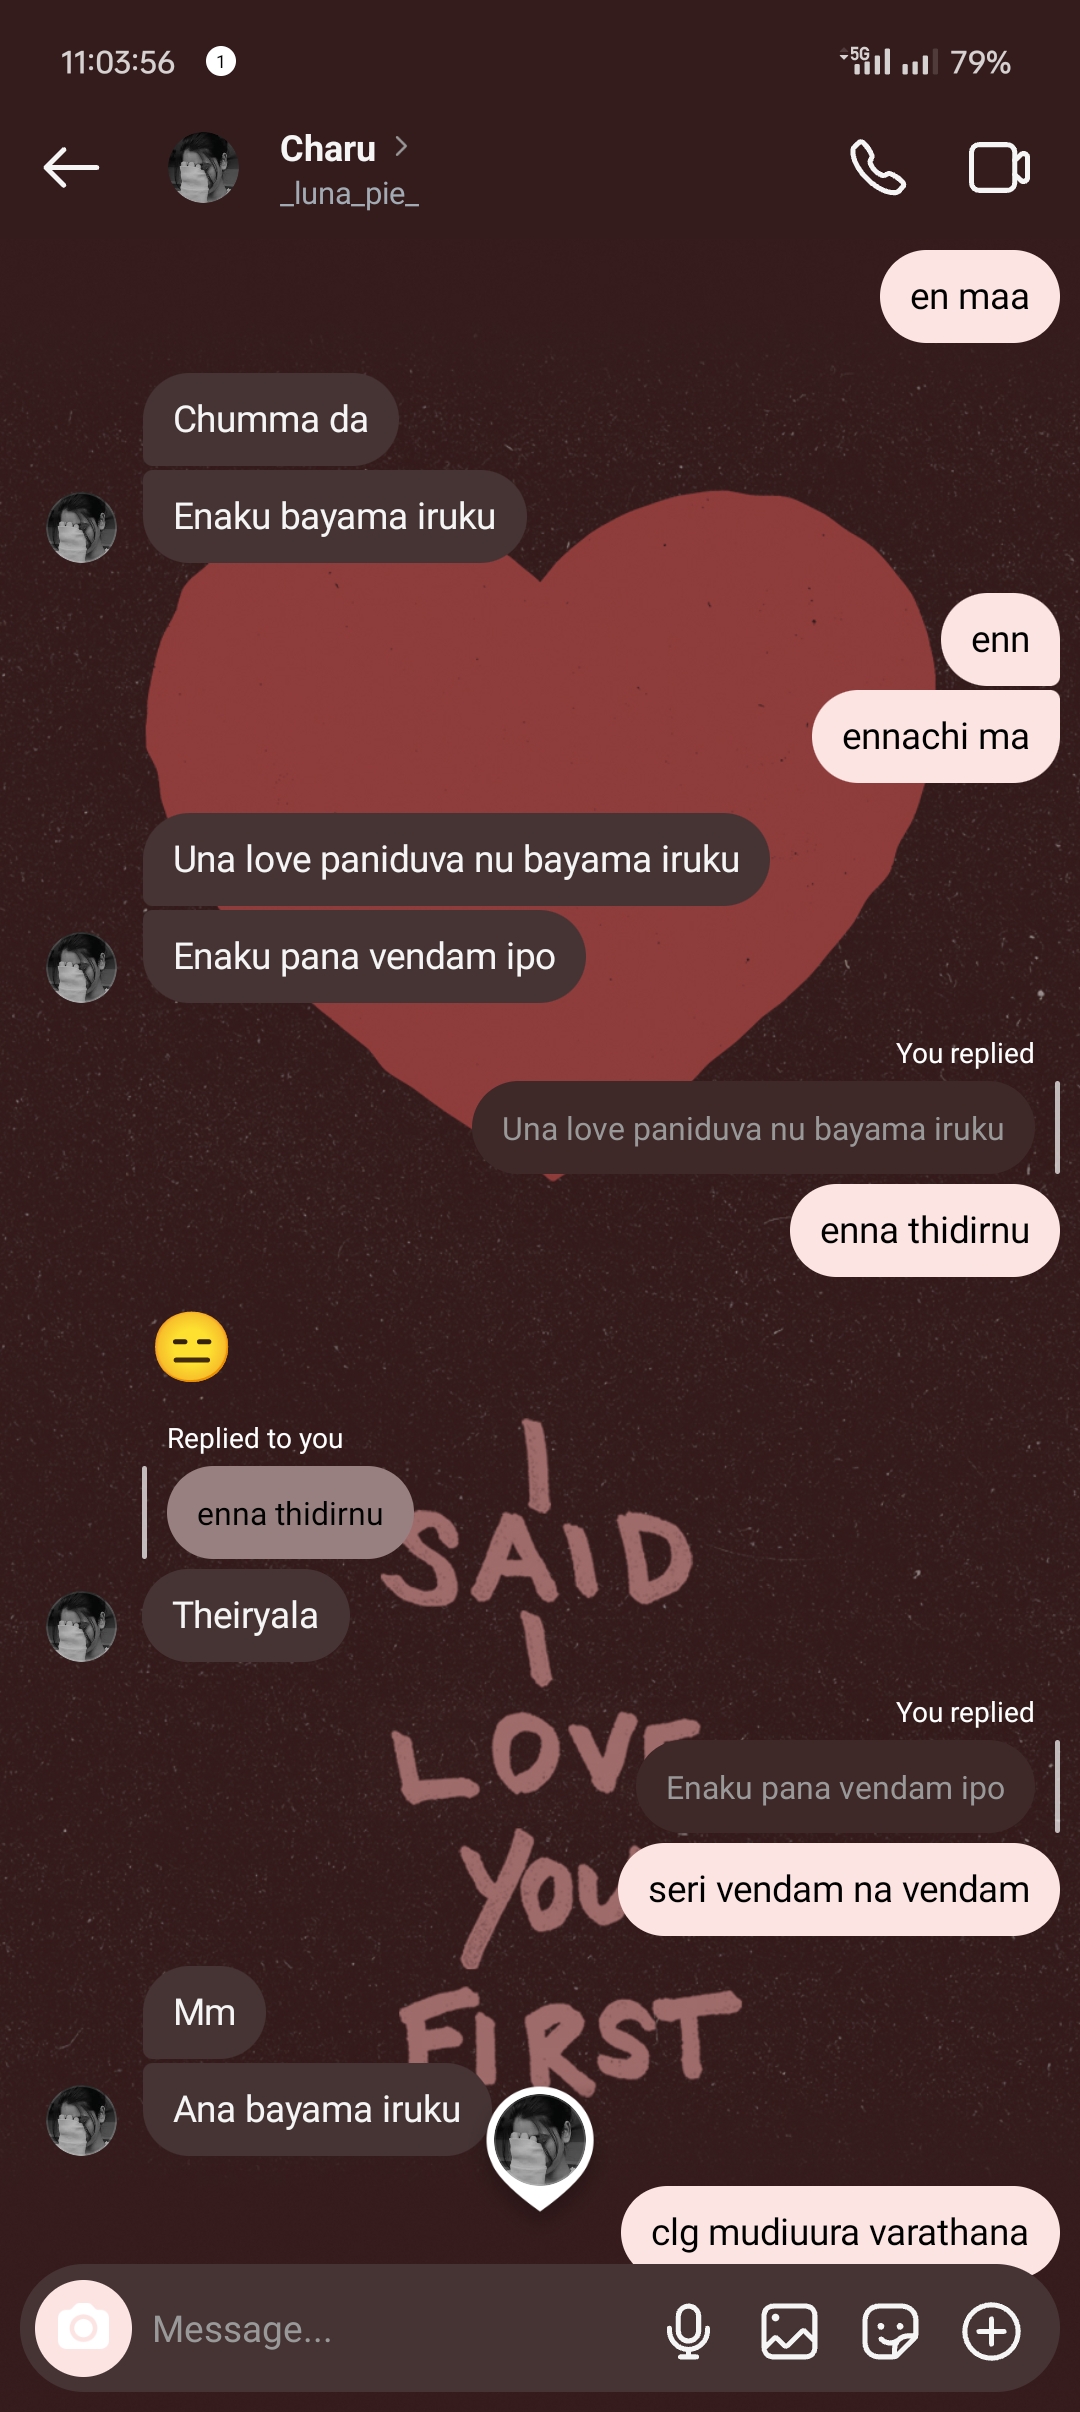 11:03:56
1
5G
79%
Charu
_luna_pie_
en maa
Chumma da
Enaku bayama iruku
enn
ennachi ma
Una love paniduva nu bayama iruku
Enaku pana vendam ipo
You replied
Una love paniduva nu bayama iruku
enna thidirnu
Replied to you
enna thidirnu
I
SAID
Theiryala
I
You replied
LOVE
Enaku pana vendam ipo
YOU
seri vendam na vendam
Mm
FIRST
Ana bayama iruku
clg mudiuura varathana
Message...